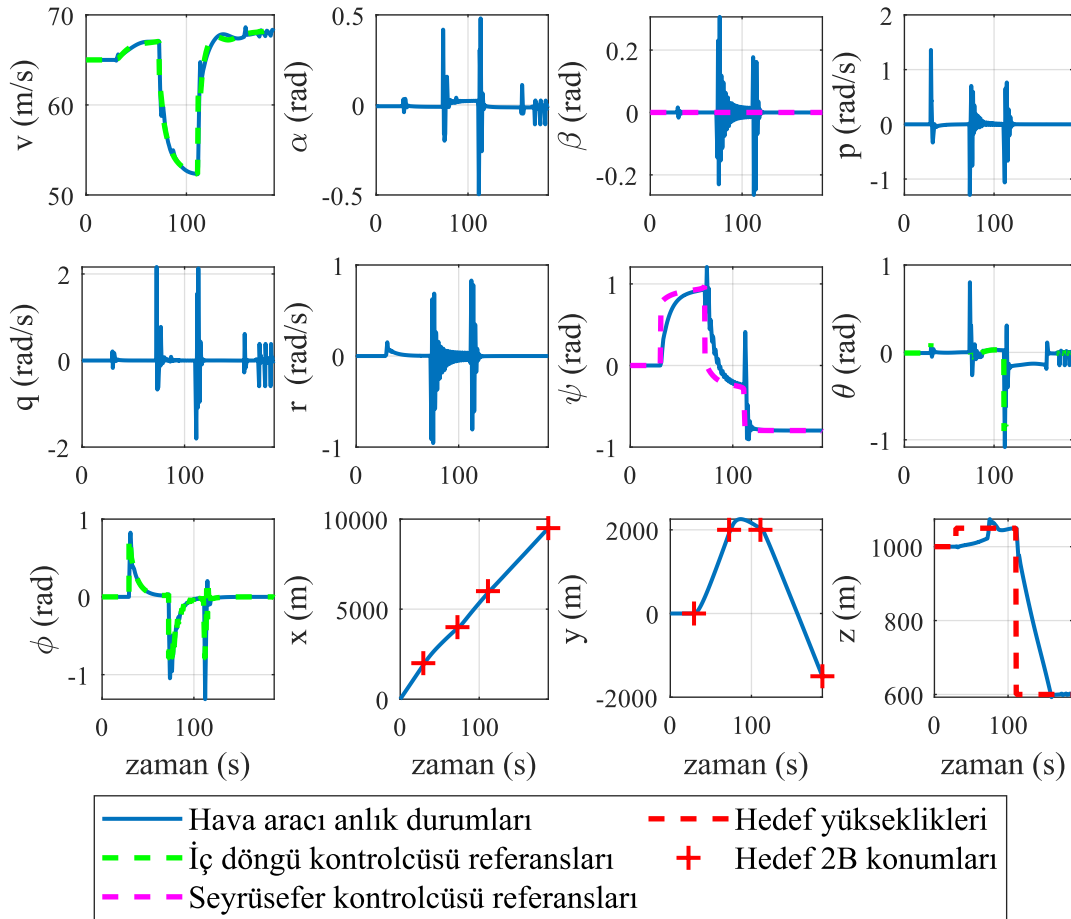 70
60
50
v (m/s)
0
100
0.5
0
-0.5
α (rad)
0
100
0.2
0
-0.2
β (rad)
0
100
2
1
0
-1
p (rad/s)
0
100
2
0
-2
q (rad/s)
0
100
1
0
-1
r (rad/s)
0
100
1
0
-1
ψ (rad)
0
100
1
0
-1
θ (rad)
0
100
1
0
-1
ϕ (rad)
0
100
zaman (s)
10000
5000
0
x (m)
0
100
zaman (s)
2000
0
-2000
y (m)
0
100
zaman (s)
1000
800
600
z (m)
0
100
zaman (s)
Hava aracı anlık durumları
İç döngü kontrolcüsü referansları
Seyrüsefer kontrolcüsü referansları
Hedef yükseklikleri
Hedef 2B konumları